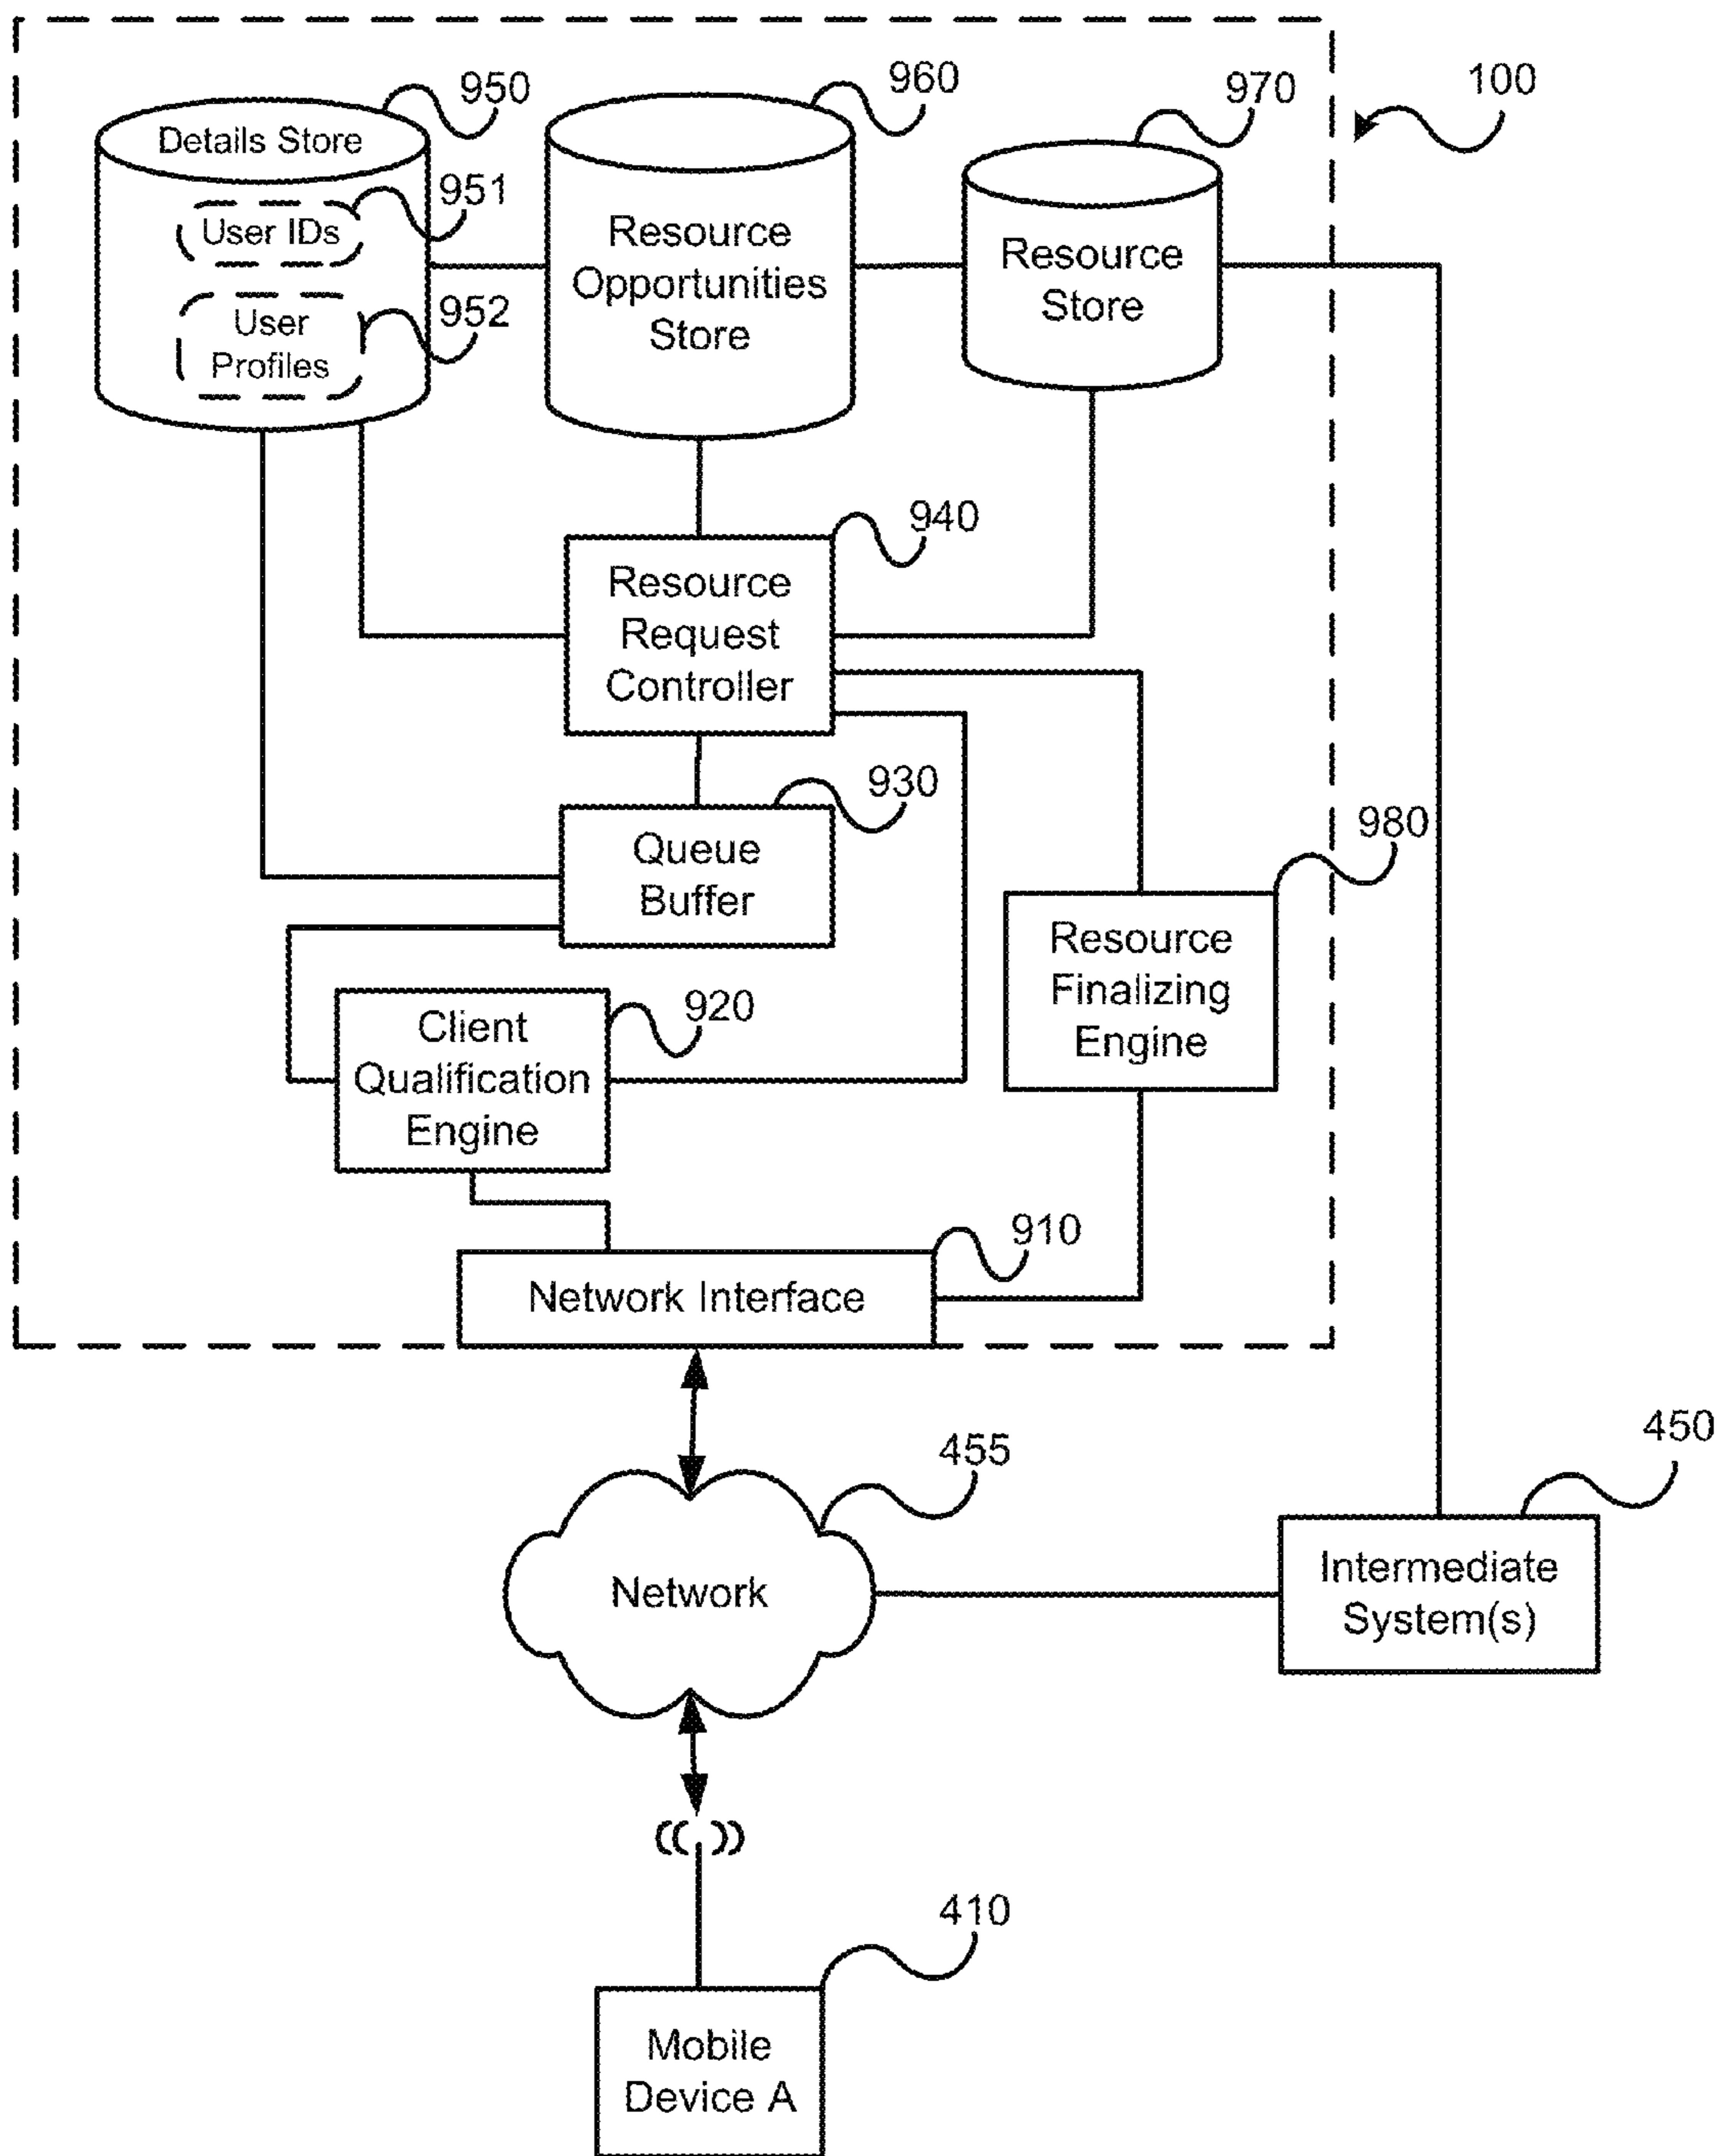 950
960
970
100
Details Store
951
User IDs
952
User
Profiles
Resource
Opportunities
Store
Resource
Store
940
Resource
Request
Controller
930
Queue
Buffer
980
Resource
Finalizing
Engine
920
Client
Qualification
Engine
910
Network Interface
455
Network
450
Intermediate
System(s)
410
Mobile
Device A